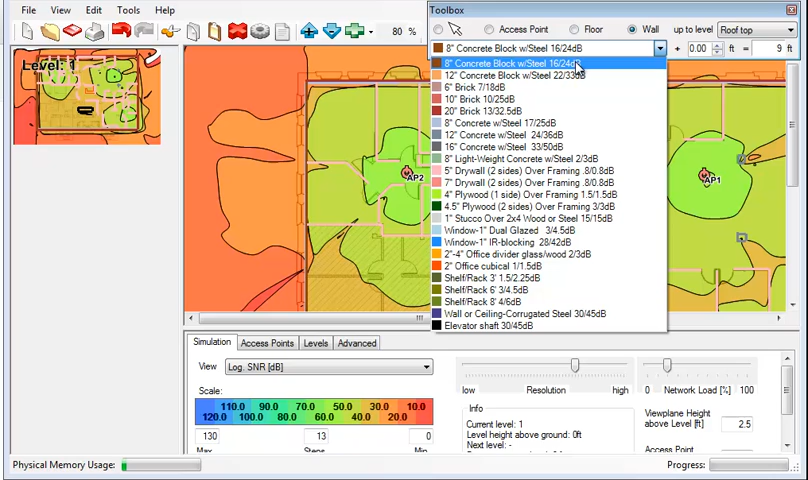 File View Edit Tools Help
Toolbox
80 %
Access Point Floor Wall up to level Roof top
8" Concrete Block w/Steel 16/24dB + 0.00 ft = 9 ft
Level: 1
8" Concrete Block w/Steel 16/24dB
12" Concrete Block w/Steel 22/33dB
6" Brick 7/18dB
10" Brick 10/25dB
20" Brick 13/32.5dB
8" Concrete w/Steel 17/25dB
12" Concrete w/Steel 24/36dB
16" Concrete w/Steel 33/50dB
8" Light-Weight Concrete w/Steel 2/3dB
5" Drywall (2 sides) Over Framing .8/0.8dB
7" Drywall (2 sides) Over Framing .8/0.8dB
4" Plywood (1 side) Over Framing 1.5/1.5dB
4.5" Plywood (2 sides) Over Framing 3/3dB
1" Stucco Over 2x4 Wood or Steel 15/15dB
Window-1" Dual Glazed 3/4.5dB
Window-1" IR-blocking 28/42dB
2"-4" Office divider glass/wood 2/3dB
2" Office cubical 1/1.5dB
Shelf/Rack 3' 1.5/2.25dB
Shelf/Rack 6' 3/4.5dB
Shelf/Rack 8' 4/6dB
Wall or Ceiling-Corrugated Steel 30/45dB
Elevator shaft 30/45dB
AP2
AP1
Simulation Access Points Levels Advanced
View Log. SNR [dB]
low Resolution high
0 Network Load [%] 100
Scale:
110.0 90.0 70.0 50.0 30.0 10.0
120.0 100.0 80.0 60.0 40.0 20.0
130 13 0
Max Steps Min
Info
Current level: 1
Level height above ground: 0ft
Next level: -
Viewplane Height
above Level [ft] 2.5
Access Point
Physical Memory Usage:
Progress: